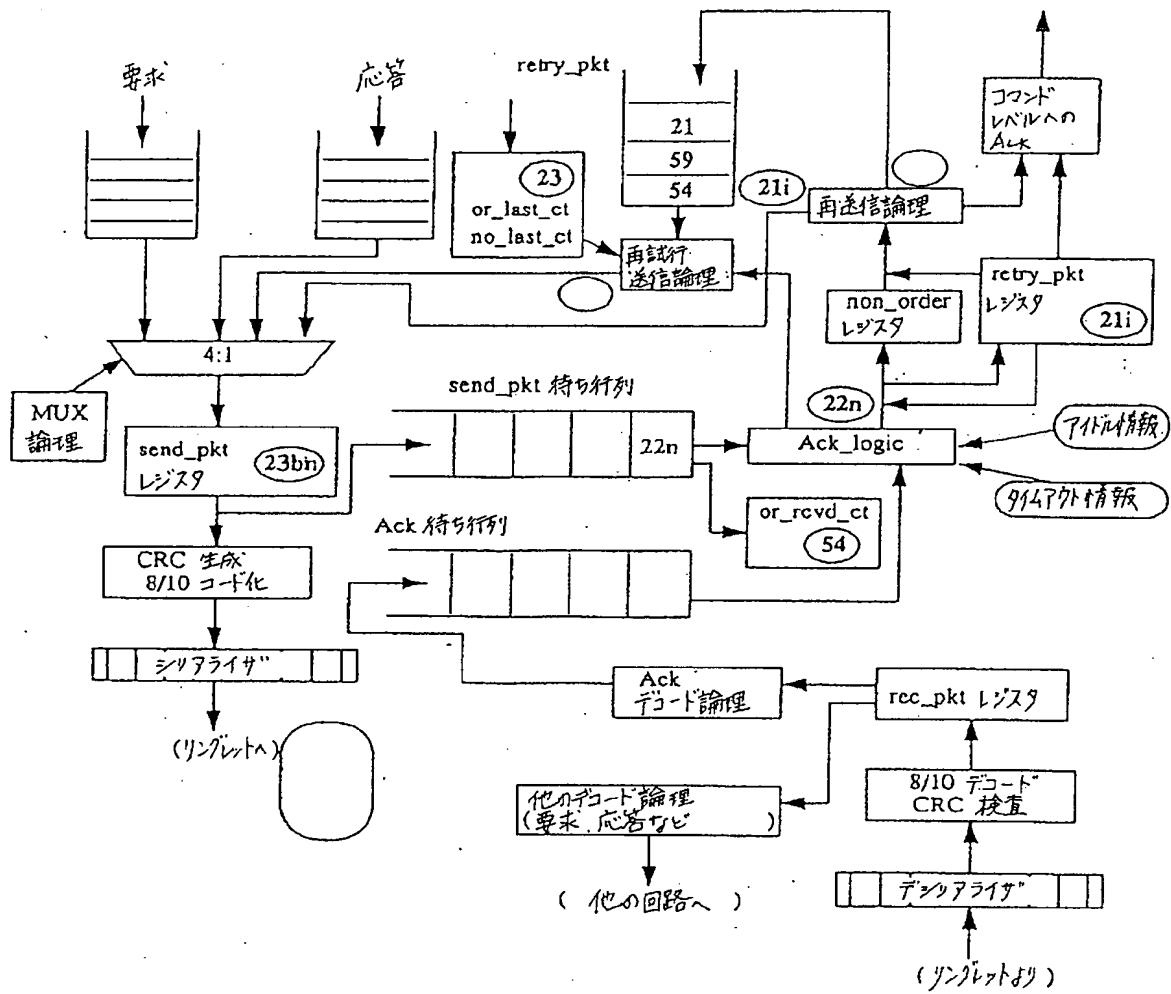 要求
応答
retry_pkt
21
59
54
23
or_last_ct
no_last_ct
再試行
送信論理
21i
再送信論理
コマンド
レベルへの
Ack
non_order
レジスタ
retry_pkt
レジスタ
21i
4:1
MUX
論理
send_pkt
レジスタ
23bn
send_pkt 待ち行列
22n
22n
Ack_logic
アイドル情報
タイムアウト情報
or_rcvd_ct
54
Ack 待ち行列
CRC 生成
8/10 コード化
シリアライザ
(リングレットへ)
Ack
デコード論理
rec_pkt レジスタ
他のデコード論理
(要求、応答など )
( 他の回路へ )
8/10 デコード
CRC 検査
デシリアライザ
(リングレットより)